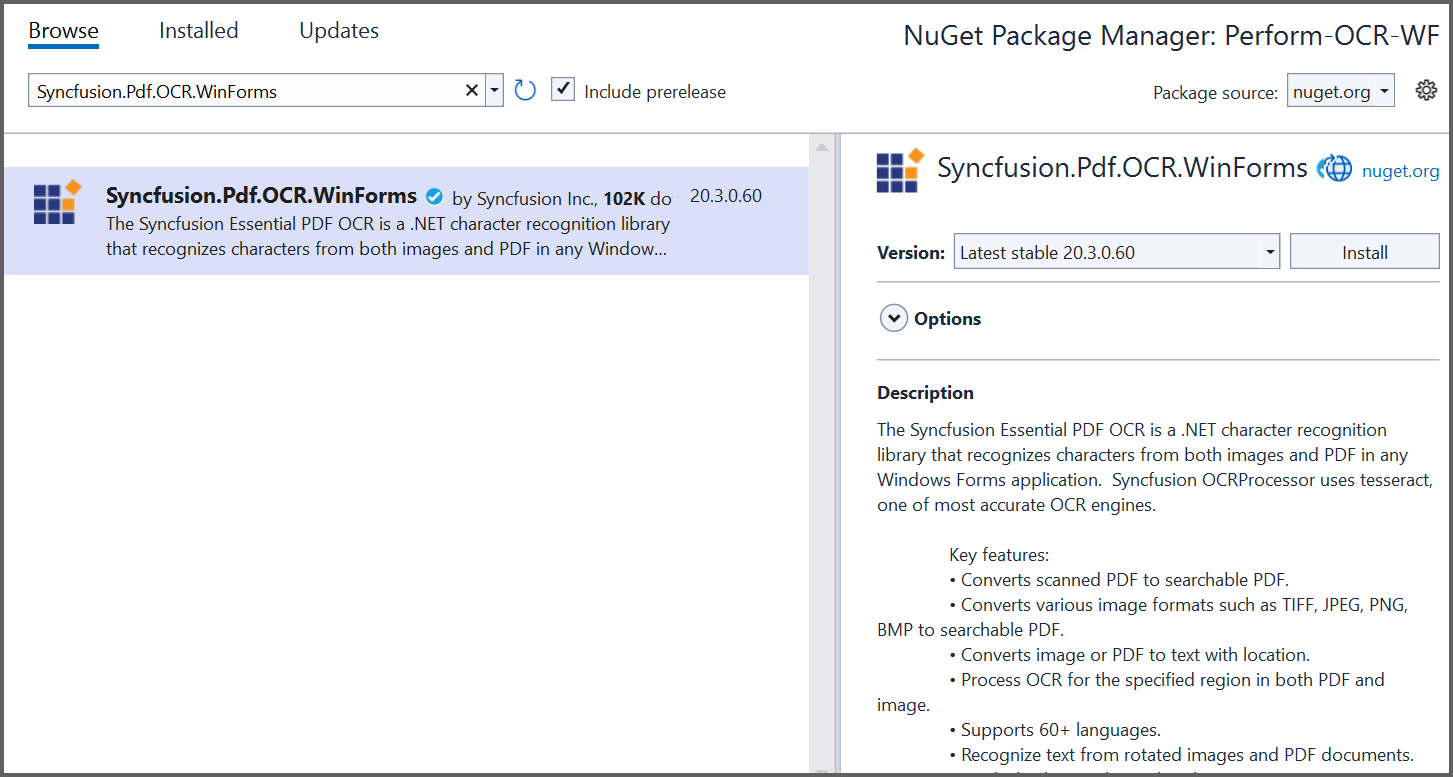 Browse Installed Updates
NuGet Package Manager: Perform-OCR-WF
Syncfusion.Pdf.OCR.WinForms
Include prerelease
Package source: nuget.org
Syncfusion.Pdf.OCR.WinForms by Syncfusion Inc., 102K do 20.3.0.60
The Syncfusion Essential PDF OCR is a .NET character recognition library
that recognizes characters from both images and PDF in any Window...
Syncfusion.Pdf.OCR.WinForms nuget.org
Version: Latest stable 20.3.0.60 Install
Options
Description
The Syncfusion Essential PDF OCR is a .NET character recognition
library that recognizes characters from both images and PDF in any
Windows Forms application.  Syncfusion OCRProcessor uses tesseract,
one of most accurate OCR engines.
Key features:
• Converts scanned PDF to searchable PDF.
• Converts various image formats such as TIFF, JPEG, PNG,
BMP to searchable PDF.
• Converts image or PDF to text with location.
• Process OCR for the specified region in both PDF and
image.
• Supports 60+ languages.
• Recognize text from rotated images and PDF documents.